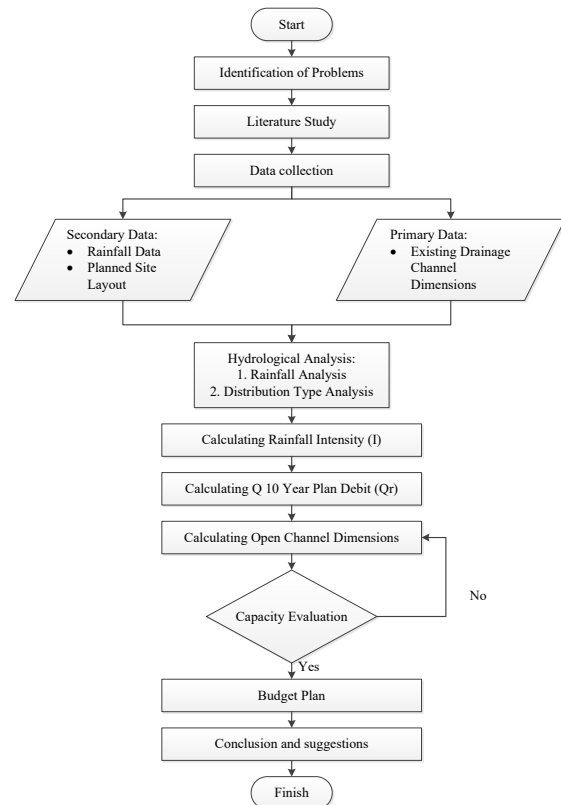 Start
Identification of Problems
Literature Study
Data collection
Secondary Data:
• Rainfall Data
• Planned Site
Layout
Primary Data:
• Existing Drainage
Channel
Dimensions
Hydrological Analysis:
1. Rainfall Analysis
2. Distribution Type Analysis
Calculating Rainfall Intensity (I)
Calculating Q 10 Year Plan Debit (Qr)
Calculating Open Channel Dimensions
Capacity Evaluation
No
Yes
Budget Plan
Conclusion and suggestions
Finish